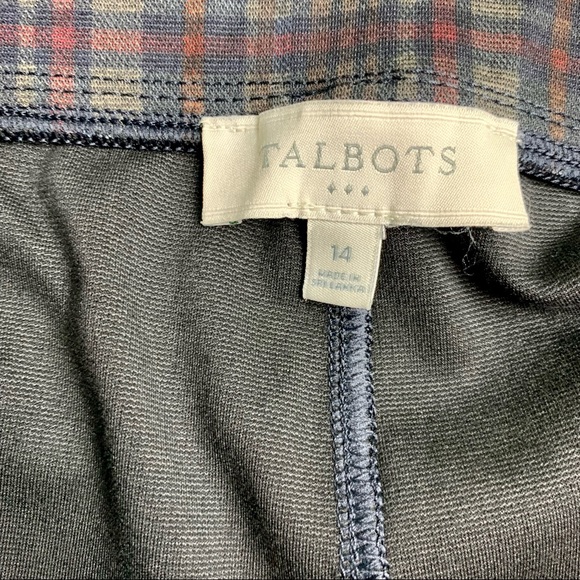 TALBOTS
14
MADE IN
SRI LANKA